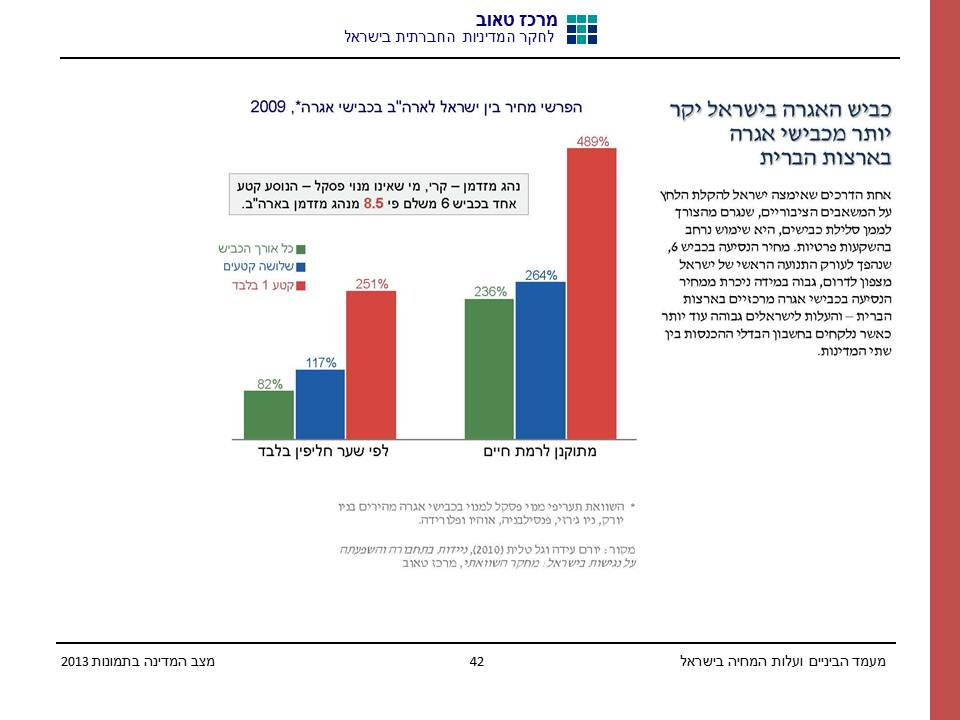 מרכז טאוב
לחקר המדיניות החברתית בישראל
כביש האגרה בישראל יקר
יותר מכבישי אגרה
בארצות הברית
אחת הדרכים שאימצה ישראל להקלת הלחץ
על המשאבים הציבוריים, שנגרם מהצורך
לממן סלילת כבישים, היא שימוש נרחב
בהשקעות פרטיות. מחיר הנסיעה בכביש 6,
שנהפך לעורק התנועה הראשי של ישראל
מצפון לדרום, גבוה במידה ניכרת ממחיר
הנסיעה בכבישי אגרה מרכזיים בארצות
הברית – והעלות לישראלים גבוהה עוד יותר
כאשר נלקחים בחשבון הבדלי ההכנסות בין
שתי המדינות.
הפרשי מחיר בין ישראל לארה"ב בכבישי אגרה*, 2009
נהג מזדמן – קרי, מי שאינו מנוי פסקל – הנוסע קטע
אחד בכביש 6 משלם פי 8.5 מנהג מזדמן בארה"ב.
כל אורך הכביש
שלושה קטעים
קטע 1 בלבד
489%
264%
236%
251%
117%
82%
מתוקנן לרמת חיים
לפי שער חליפין בלבד
* השוואת תעריפי מנוי פסקל למנוי בכבישי אגרה מהירים בניו
יורק, ניו ג'רזי, פנסילבניה, אוהיו ופלורידה.
מקור: יורם עידה וגל טלית (2010), ניידות בתחבורה והשפעתה
על נגישות בישראל: מחקר השוואתי, מרכז טאוב
מעמד הביניים ועלות המחיה בישראל
42
מצב המדינה בתמונות 2013